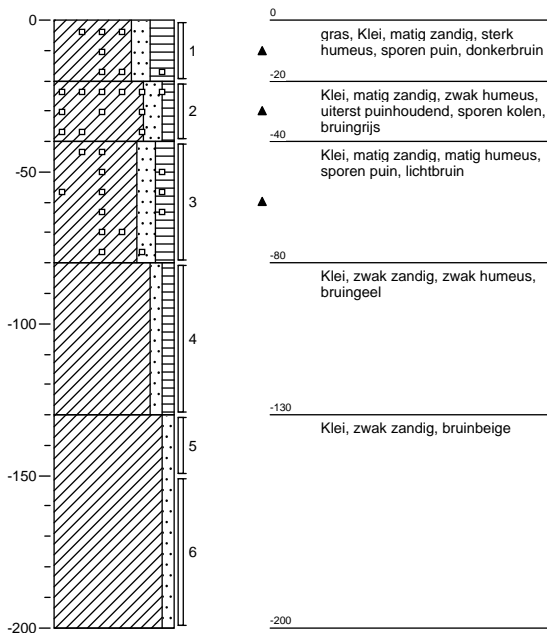 0
-50
-100
-150
-200
1
2
3
4
5
6
0
gras, Klei, matig zandig, sterk
humeus, sporen puin, donkerbruin
-20
Klei, matig zandig, zwak humeus,
uiterst puinhoudend, sporen kolen,
bruingrijs
-40
Klei, matig zandig, matig humeus,
sporen puin, lichtbruin
-80
Klei, zwak zandig, zwak humeus,
bruingeel
-130
Klei, zwak zandig, bruinbeige
-200